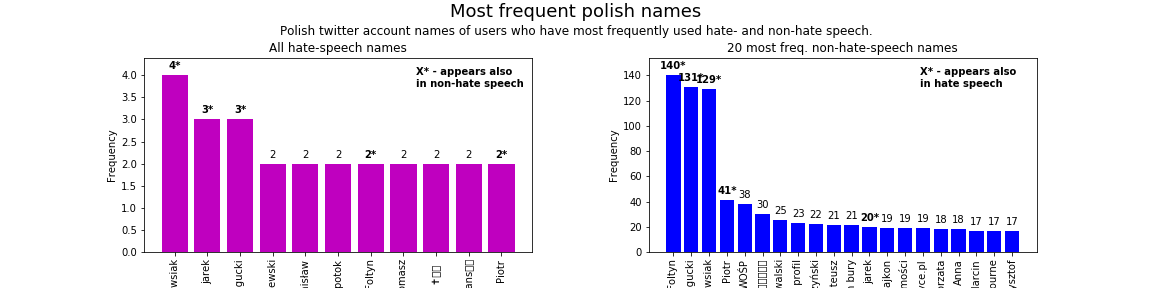 Most frequent polish names
Polish twitter account names of users who have most frequently used hate- and non-hate speech.
All hate-speech names
4*
3*
3*
2
2
2
2*
2
2
2
2*
X* - appears also
in non-hate speech
Frequency
4.0
3.5
3.0
2.5
2.0
1.5
1.0
0.5
0.0
wsiak
jarek
gucki
ewski
nisław
potok
Foltyn
omasz
ans
Piotr
20 most freq. non-hate-speech names
140*
131*
129*
41*
38
30
25
23
22
21
21
20*
19
19
19
18
18
17
17
17
X* - appears also
in hate speech
Frequency
140
120
100
80
60
40
20
0
Foltyn
gucki
wsiak
Piotr
WOŚP
walski
profil
zyński
teusz
n bury
jarek
ajkon
mości
yce.pl
orzata
Anna
arcin
ourne
ysztof